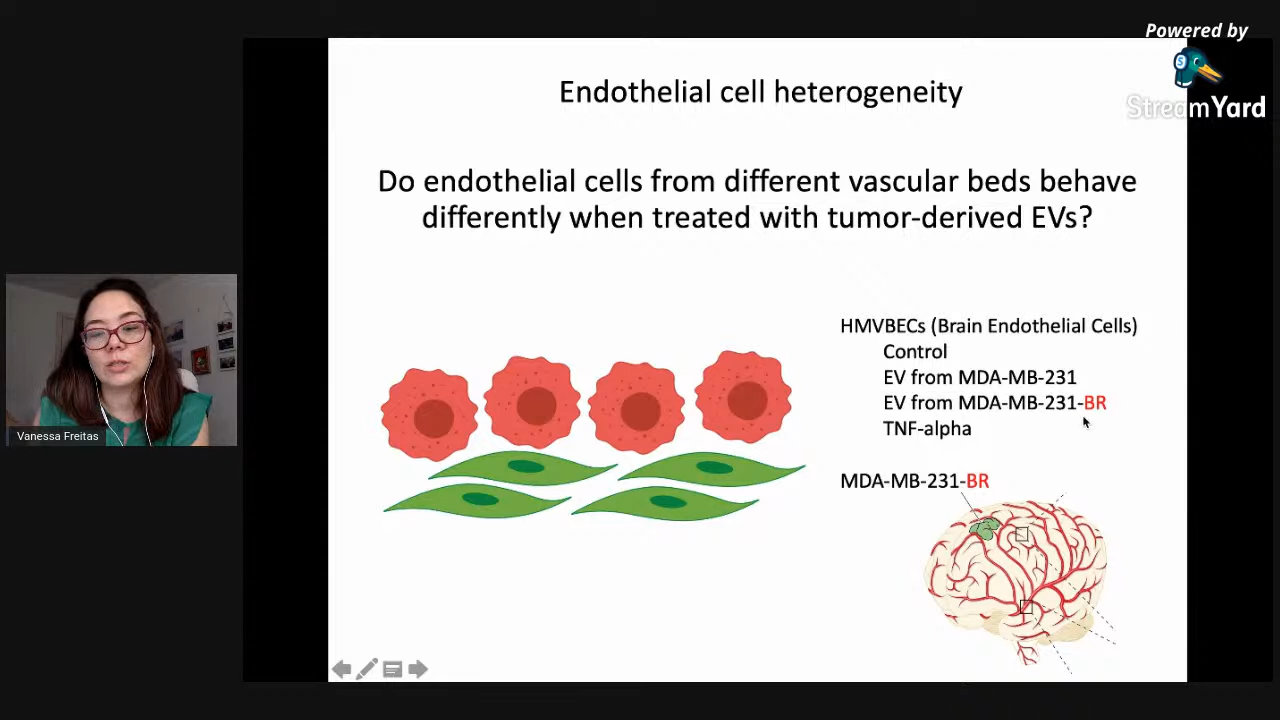 Powered by
StreamYard
Endothelial cell heterogeneity
Do endothelial cells from different vascular beds behave
differently when treated with tumor-derived EVs?
HMVBECs (Brain Endothelial Cells)
Control
EV from MDA-MB-231
EV from MDA-MB-231-BR
TNF-alpha
MDA-MB-231-BR
Vanessa Freitas